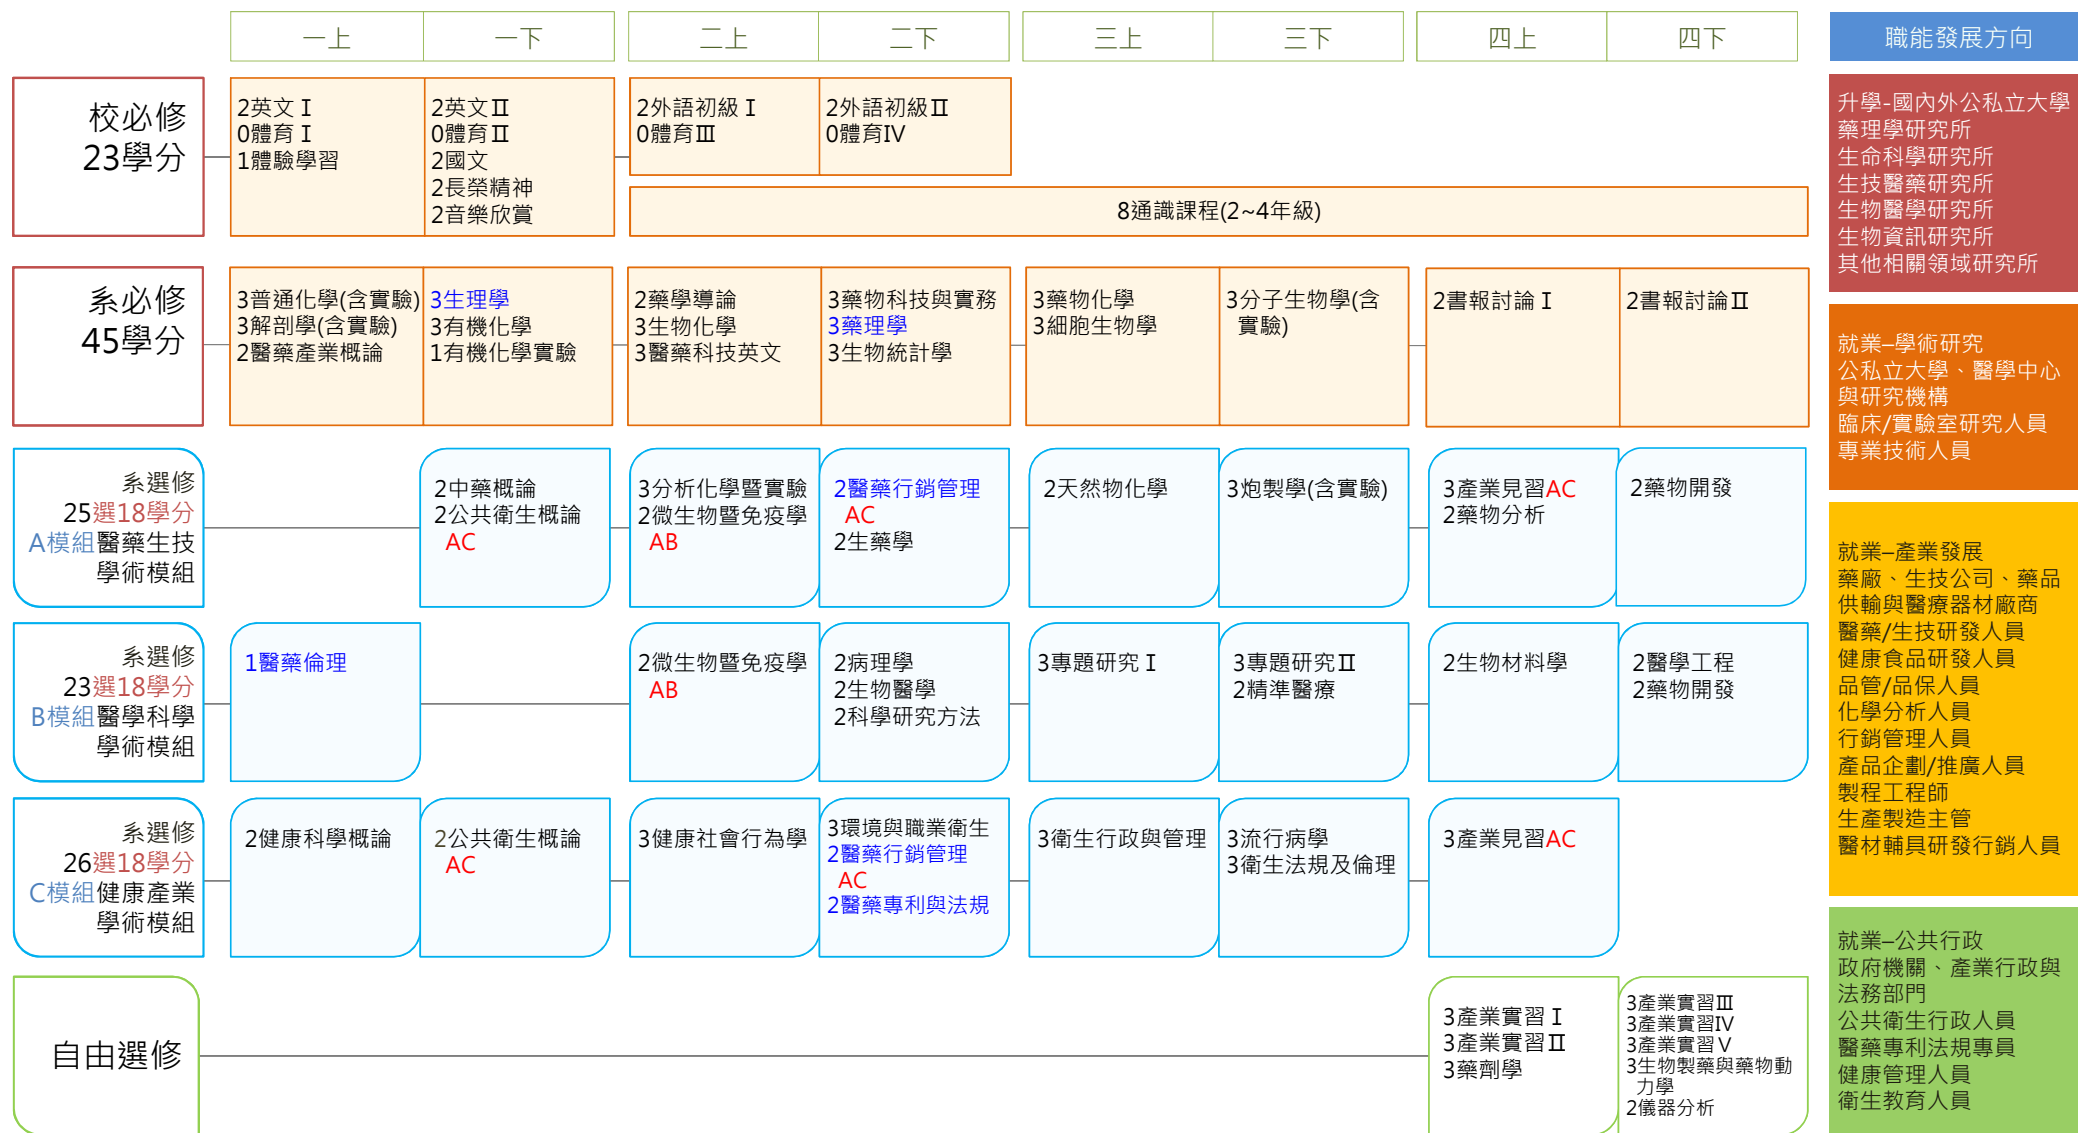 一上
一下
二上
二下
三上
三下
四上
四下
職能發展方向
校必修
23學分
2英文Ⅰ
0體育Ⅰ
1體驗學習
2英文Ⅱ
0體育Ⅱ
2國文
2長榮精神
2音樂欣賞
2外語初級Ⅰ
0體育Ⅲ
2外語初級Ⅱ
0體育Ⅳ
8通識課程(2~4年級)
系必修
45學分
3普通化學(含實驗)
3解剖學(含實驗)
2醫藥產業概論
3生理學
3有機化學
1有機化學實驗
2藥學導論
3生物化學
3醫藥科技英文
3藥物科技與實務
3藥理學
3生物統計學
3藥物化學
3細胞生物學
3分子生物學(含
實驗)
2書報討論Ⅰ
2書報討論Ⅱ
系選修
25選18學分
A模組醫藥生技
學術模組
2中藥概論
2公共衛生概論
AC
3分析化學暨實驗
2微生物暨免疫學
AB
2醫藥行銷管理
AC
2生藥學
2天然物化學
3炮製學(含實驗)
3產業見習AC
2藥物分析
2藥物開發
系選修
23選18學分
B模組醫學科學
學術模組
1醫藥倫理
2微生物暨免疫學
AB
2病理學
2生物醫學
2科學研究方法
3專題研究Ⅰ
3專題研究Ⅱ
2精準醫療
2生物材料學
2醫學工程
2藥物開發
系選修
26選18學分
C模組健康產業
學術模組
2健康科學概論
2公共衛生概論
AC
3健康社會行為學
3環境與職業衛生
2醫藥行銷管理
AC
2醫藥專利與法規
3衛生行政與管理
3流行病學
3衛生法規及倫理
3產業見習AC
自由選修
3產業實習Ⅰ
3產業實習Ⅱ
3藥劑學
3產業實習Ⅲ
3產業實習Ⅳ
3產業實習Ⅴ
3生物製藥與藥物動
力學
2儀器分析
升學-國內外公私立大學
藥理學研究所
生命科學研究所
生技醫藥研究所
生物醫學研究所
生物資訊研究所
其他相關領域研究所
就業–學術研究
公私立大學、醫學中心
與研究機構
臨床/實驗室研究人員
專業技術人員
就業–產業發展
藥廠、生技公司、藥品
供輸與醫療器材廠商
醫藥/生技研發人員
健康食品研發人員
品管/品保人員
化學分析人員
行銷管理人員
產品企劃/推廣人員
製程工程師
生產製造主管
醫材輔具研發行銷人員
就業–公共行政
政府機關、產業行政與
法務部門
公共衛生行政人員
醫藥專利法規專員
健康管理人員
衛生教育人員